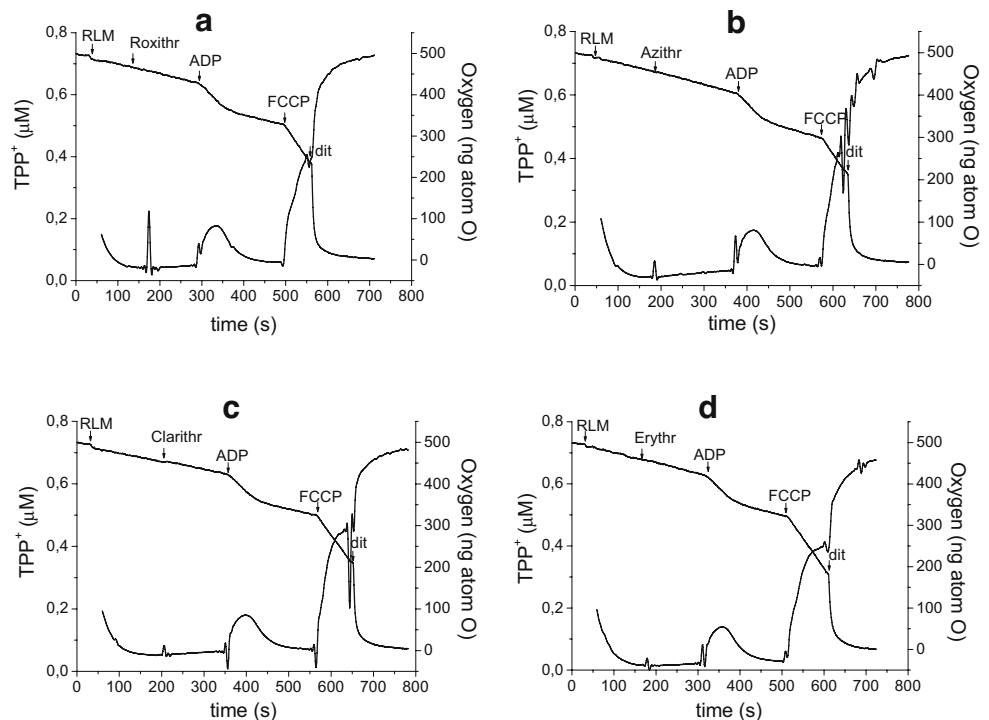 a
RLM
Roxithr
ADP
FCCP
dit
0,8
0,6
0,4
0,2
0,0
TPP+ (μM)
500
400
300
200
100
0
Oxygen (ng atom O)
0 100 200 300 400 500 600 700 800
time (s)
b
RLM
Azithr
ADP
FCCP
dit
0,8
0,6
0,4
0,2
0,0
TPP+ (μM)
500
400
300
200
100
0
Oxygen (ng atom O)
0 100 200 300 400 500 600 700 800
time (s)
c
RLM
Clarithr
ADP
FCCP
dit
0,8
0,6
0,4
0,2
0,0
TPP+ (μM)
500
400
300
200
100
0
Oxygen (ng atom O)
0 100 200 300 400 500 600 700 800
time (s)
d
RLM
Erythr
ADP
FCCP
dit
0,8
0,6
0,4
0,2
0,0
TPP+ (μM)
500
400
300
200
100
0
Oxygen (ng atom O)
0 100 200 300 400 500 600 700 800
time (s)